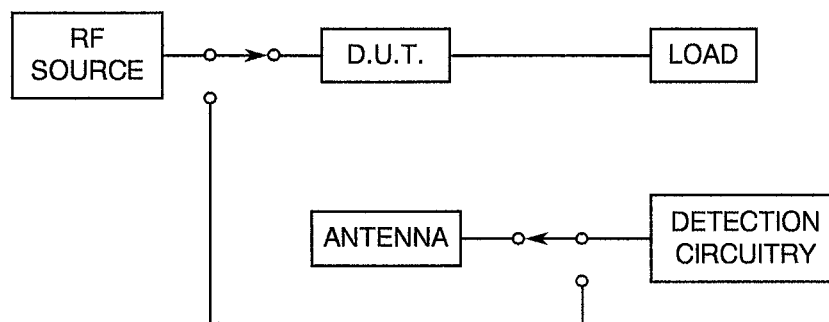 RF
SOURCE
D.U.T.
LOAD
ANTENNA
DETECTION
CIRCUITRY